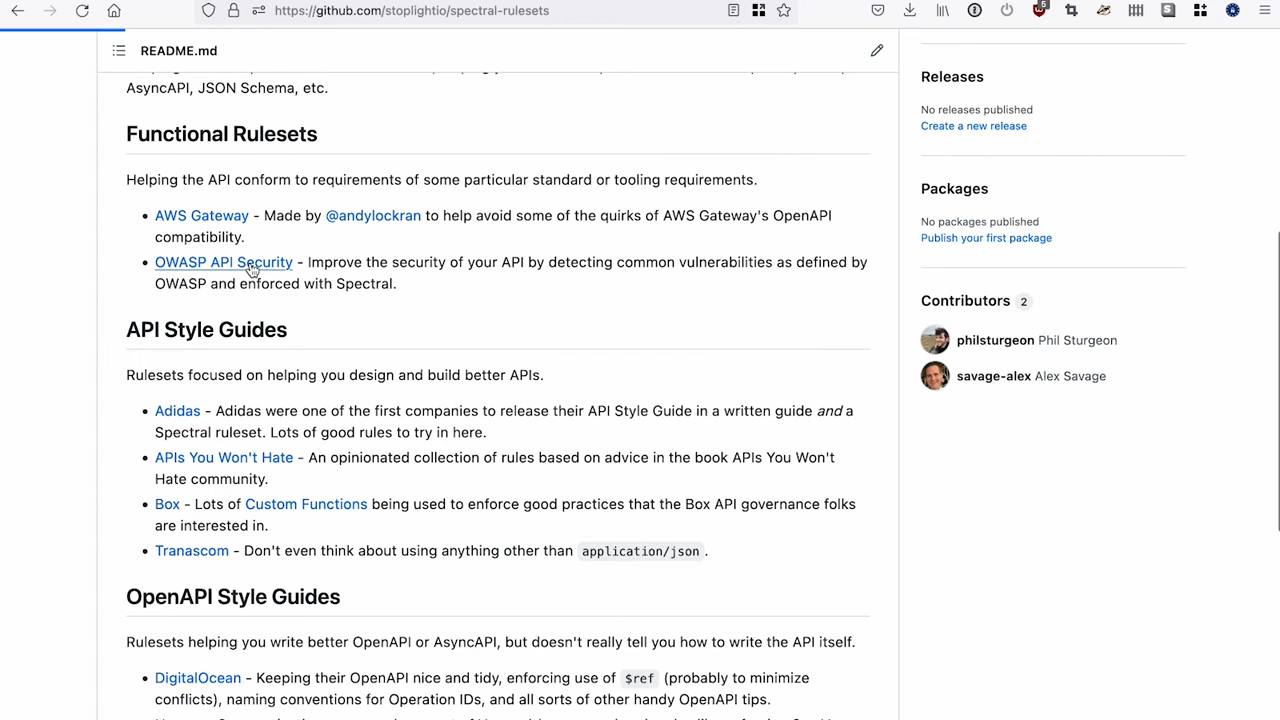 https://github.com/stoplightio/spectral-rulesets
5
README.md
AsyncAPI, JSON Schema, etc.
Functional Rulesets
Helping the API conform to requirements of some particular standard or tooling requirements.
• AWS Gateway - Made by @andylockran to help avoid some of the quirks of AWS Gateway's OpenAPI
compatibility.
• OWASP API Security - Improve the security of your API by detecting common vulnerabilities as defined by
OWASP and enforced with Spectral.
API Style Guides
Rulesets focused on helping you design and build better APIs.
• Adidas - Adidas were one of the first companies to release their API Style Guide in a written guide and a
Spectral ruleset. Lots of good rules to try in here.
• APIs You Won't Hate - An opinionated collection of rules based on advice in the book APIs You Won't
Hate community.
• Box - Lots of Custom Functions being used to enforce good practices that the Box API governance folks
are interested in.
• Tranascom - Don't even think about using anything other than application/json.
OpenAPI Style Guides
Rulesets helping you write better OpenAPI or AsyncAPI, but doesn't really tell you how to write the API itself.
• DigitalOcean - Keeping their OpenAPI nice and tidy, enforcing use of $ref (probably to minimize
conflicts), naming conventions for Operation IDs, and all sorts of other handy OpenAPI tips.
Releases
No releases published
Create a new release
Packages
No packages published
Publish your first package
Contributors 2
philsturgeon Phil Sturgeon
savage-alex Alex Savage